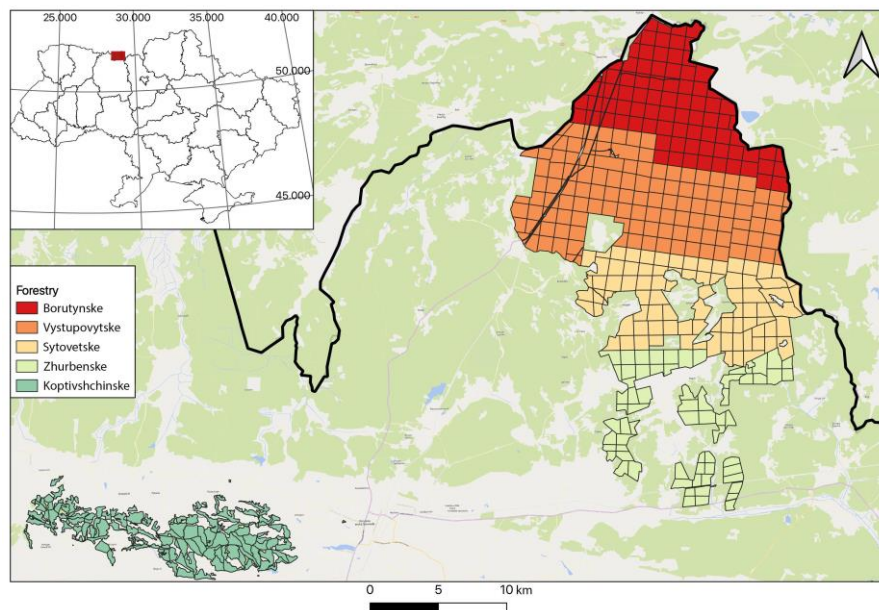 25.000
30.000
35.000
40.000
50.000
45.000
Forestry
Borutynske
Vystupovytske
Sytovetske
Zhurbenske
Koptivshchinske
0 5 10 km